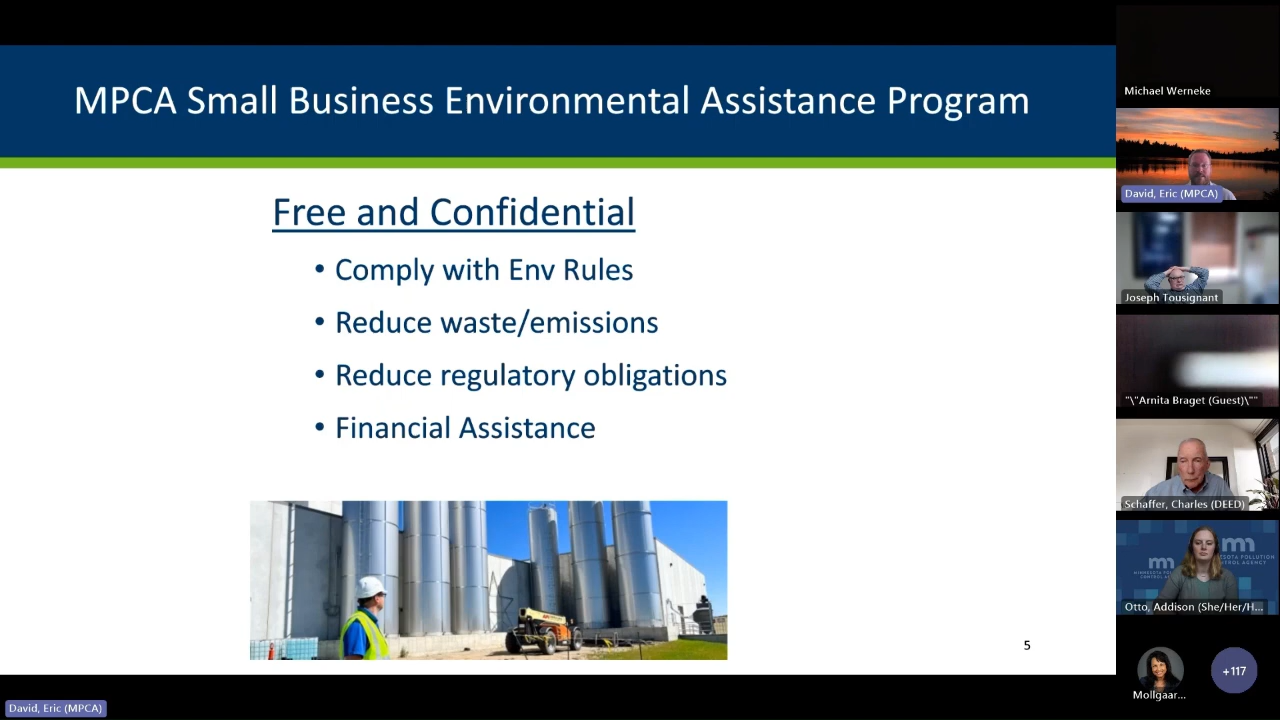 MPCA Small Business Environmental Assistance Program
Free and Confidential
• Comply with Env Rules
• Reduce waste/emissions
• Reduce regulatory obligations
• Financial Assistance
5
David, Eric (MPCA)
Michael Werneke
David, Eric (MPCA)
Joseph Tousignant
"\"Arnita Braget (Guest)\""
Schaffer, Charles (DEED)
Otto, Addison (She/Her/H...
Mollgaar...
+117